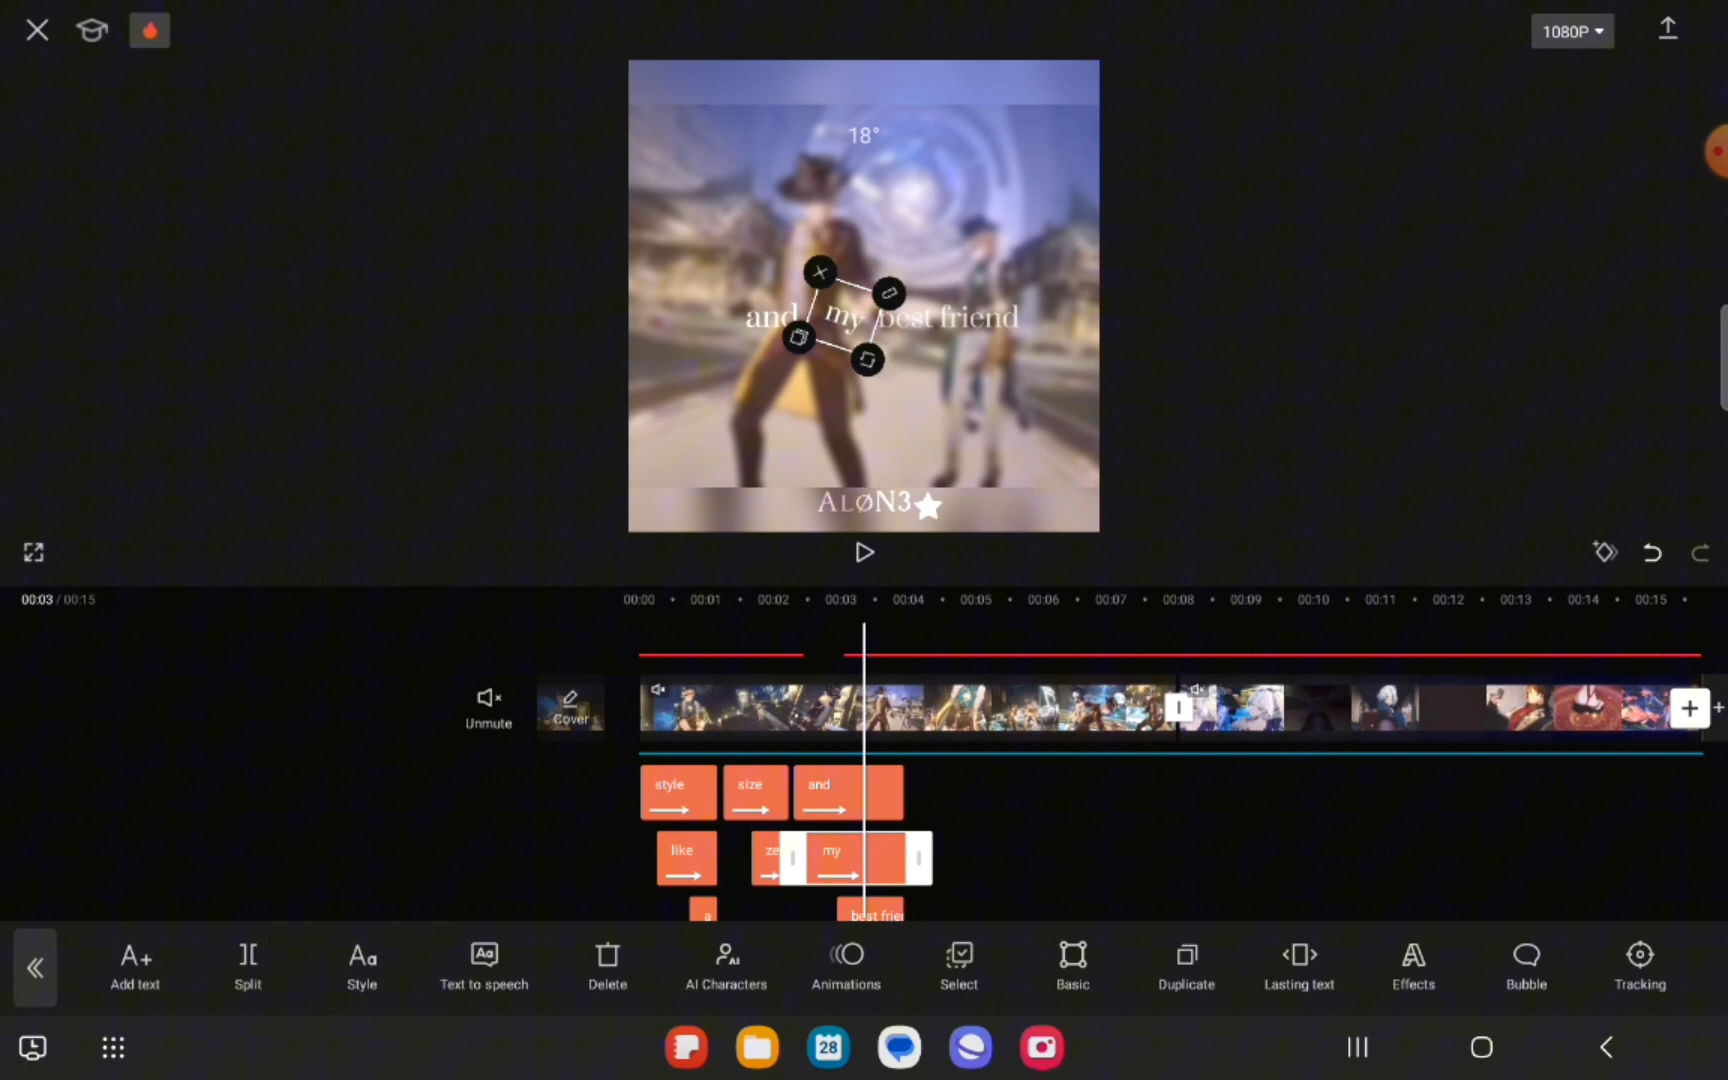 1080P
18°
and my best friend
ALØN3
00:03 / 00:15
00:00 00:01 00:02 00:03 00:04 00:05 00:06 00:07 00:08 00:09 00:10 00:11 00:12 00:13 00:14 00:15
Unmute
Cover
style size and
like ze my
a best frie
Add text Split Style Text to speech Delete AI Characters Animations Select Basic Duplicate Lasting text Effects Bubble Tracking
28